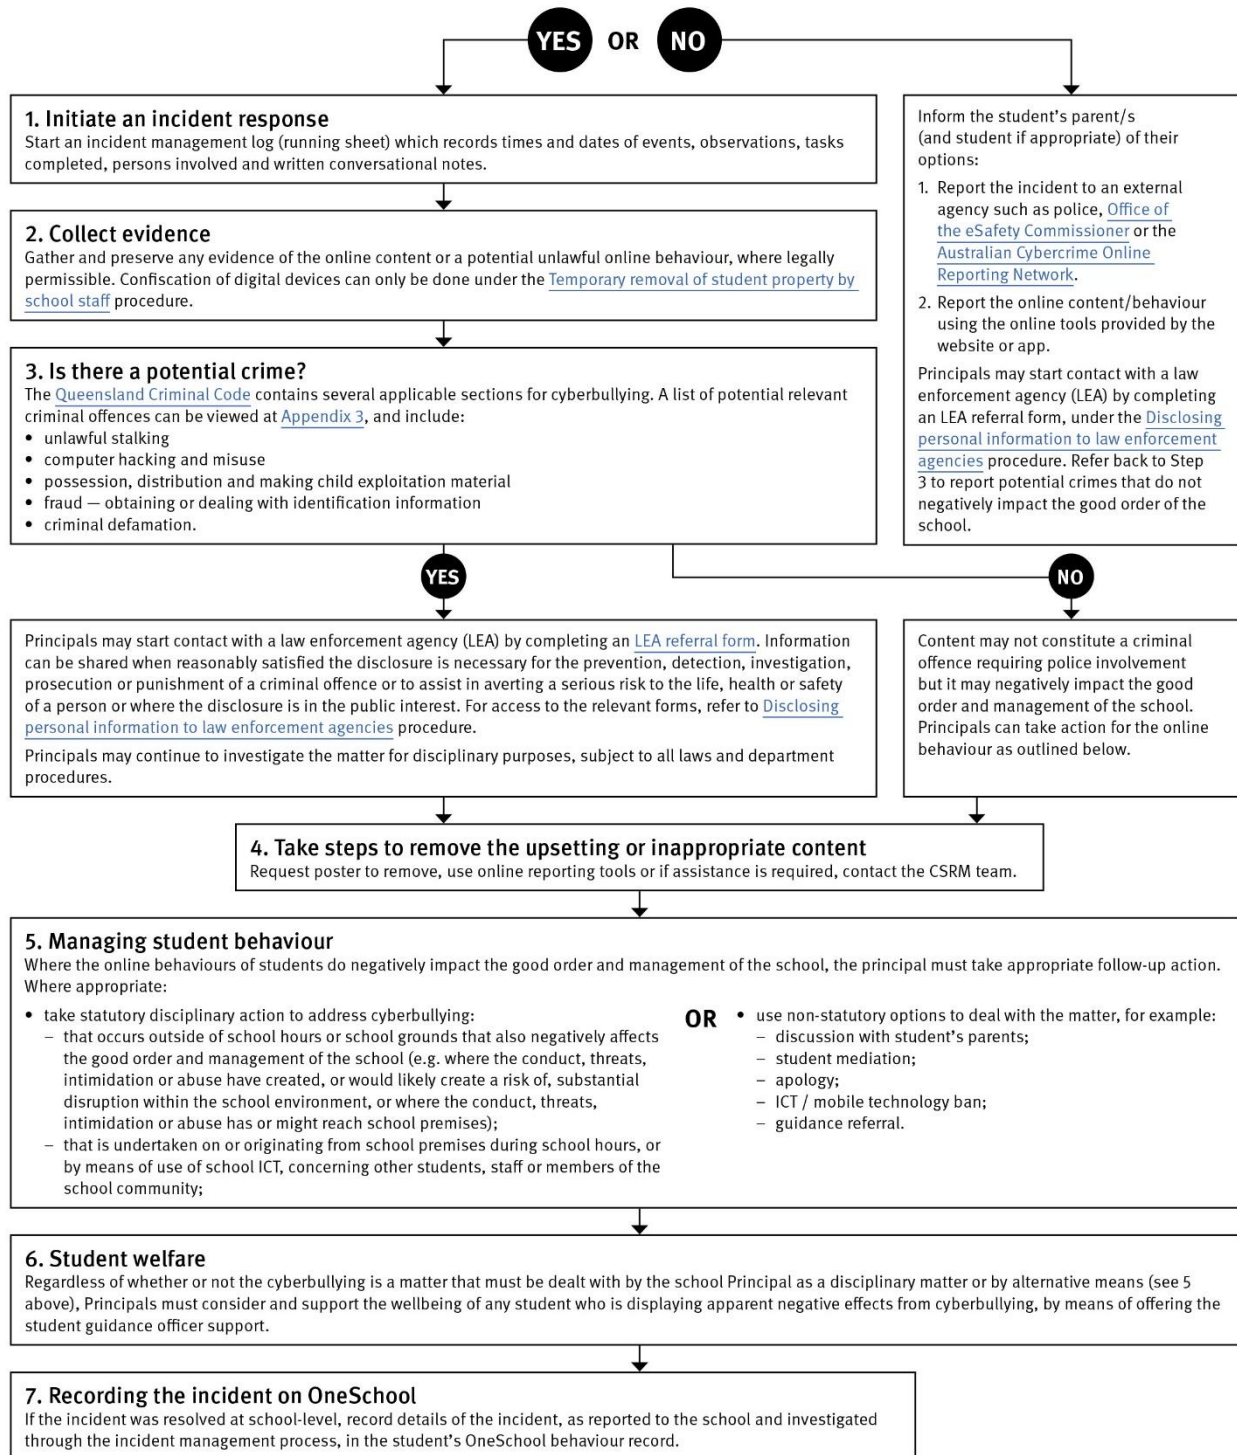 YES OR NO
1. Initiate an incident response
Start an incident management log (running sheet) which records times and dates of events, observations, tasks
completed, persons involved and written conversational notes.
2. Collect evidence
Gather and preserve any evidence of the online content or a potential unlawful online behaviour, where legally
permissible. Confiscation of digital devices can only be done under the Temporary removal of student property by
school staff procedure.
3. Is there a potential crime?
The Queensland Criminal Code contains several applicable sections for cyberbullying. A list of potential relevant
criminal offences can be viewed at Appendix 3, and include:
• unlawful stalking
• computer hacking and misuse
• possession, distribution and making child exploitation material
• fraud — obtaining or dealing with identification information
• criminal defamation.
Inform the student's parent/s
(and student if appropriate) of their
options:
1. Report the incident to an external
agency such as police, Office of
the eSafety Commissioner or the
Australian Cybercrime Online
Reporting Network.
2. Report the online content/behaviour
using the online tools provided by the
website or app.
Principals may start contact with a law
enforcement agency (LEA) by completing
an LEA referral form, under the Disclosing
personal information to law enforcement
agencies procedure. Refer back to Step
3 to report potential crimes that do not
negatively impact the good order of the
school.
YES
NO
Principals may start contact with a law enforcement agency (LEA) by completing an LEA referral form. Information
can be shared when reasonably satisfied the disclosure is necessary for the prevention, detection, investigation,
prosecution or punishment of a criminal offence or to assist in averting a serious risk to the life, health or safety
of a person or where the disclosure is in the public interest. For access to the relevant forms, refer to Disclosing
personal information to law enforcement agencies procedure.
Principals may continue to investigate the matter for disciplinary purposes, subject to all laws and department
procedures.
Content may not constitute a criminal
offence requiring police involvement
but it may negatively impact the good
order and management of the school.
Principals can take action for the online
behaviour as outlined below.
4. Take steps to remove the upsetting or inappropriate content
Request poster to remove, use online reporting tools or if assistance is required, contact the CSRM team.
5. Managing student behaviour
Where the online behaviours of students do negatively impact the good order and management of the school, the principal must take appropriate follow-up action.
Where appropriate:
• take statutory disciplinary action to address cyberbullying:
– that occurs outside of school hours or school grounds that also negatively affects
the good order and management of the school (e.g. where the conduct, threats,
intimidation or abuse have created, or would likely create a risk of, substantial
disruption within the school environment, or where the conduct, threats,
intimidation or abuse has or might reach school premises);
– that is undertaken on or originating from school premises during school hours, or
by means of use of school ICT, concerning other students, staff or members of the
school community;
OR
• use non-statutory options to deal with the matter, for example:
– discussion with student's parents;
– student mediation;
– apology;
– ICT / mobile technology ban;
– guidance referral.
6. Student welfare
Regardless of whether or not the cyberbullying is a matter that must be dealt with by the school Principal as a disciplinary matter or by alternative means (see 5
above), Principals must consider and support the wellbeing of any student who is displaying apparent negative effects from cyberbullying, by means of offering the
student guidance officer support.
7. Recording the incident on OneSchool
If the incident was resolved at school-level, record details of the incident, as reported to the school and investigated
through the incident management process, in the student's OneSchool behaviour record.